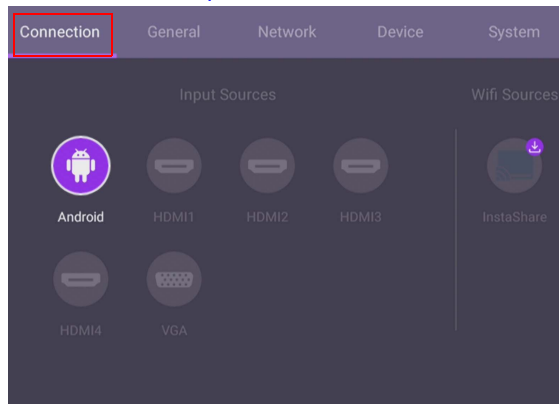 Connection General Network Device System
Input Sources Wifi Sources
Android HDMI1 HDMI2 HDMI3 InstaShare
HDMI4 VGA